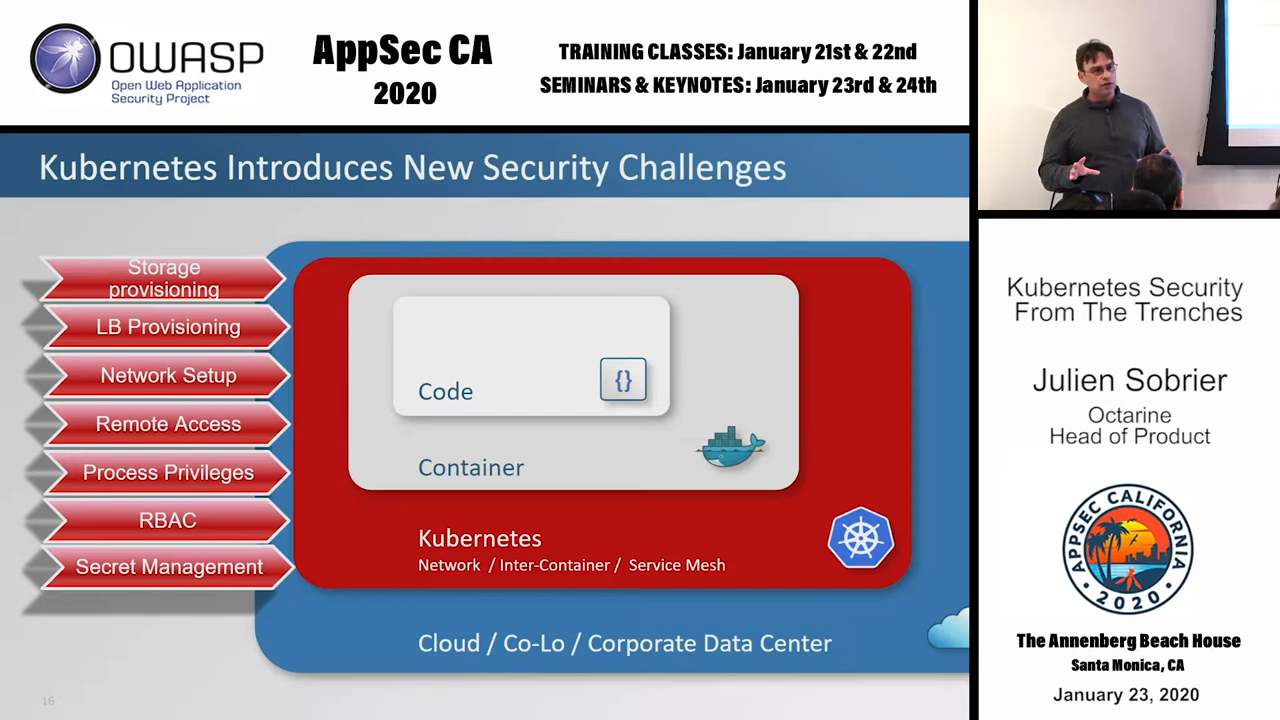 OWASP
Open Web Application
Security Project
AppSec CA
2020
TRAINING CLASSES: January 21st & 22nd
SEMINARS & KEYNOTES: January 23rd & 24th
Kubernetes Introduces New Security Challenges
Storage
provisioning
LB Provisioning
Network Setup
Remote Access
Process Privileges
RBAC
Secret Management
{}
Code
Container
Kubernetes
Network / Inter-Container / Service Mesh
Cloud / Co-Lo / Corporate Data Center
16
Kubernetes Security
From The Trenches
Julien Sobrier
Octarine
Head of Product
APPSEC CALIFORNIA
2020
The Annenberg Beach House
Santa Monica, CA
January 23, 2020